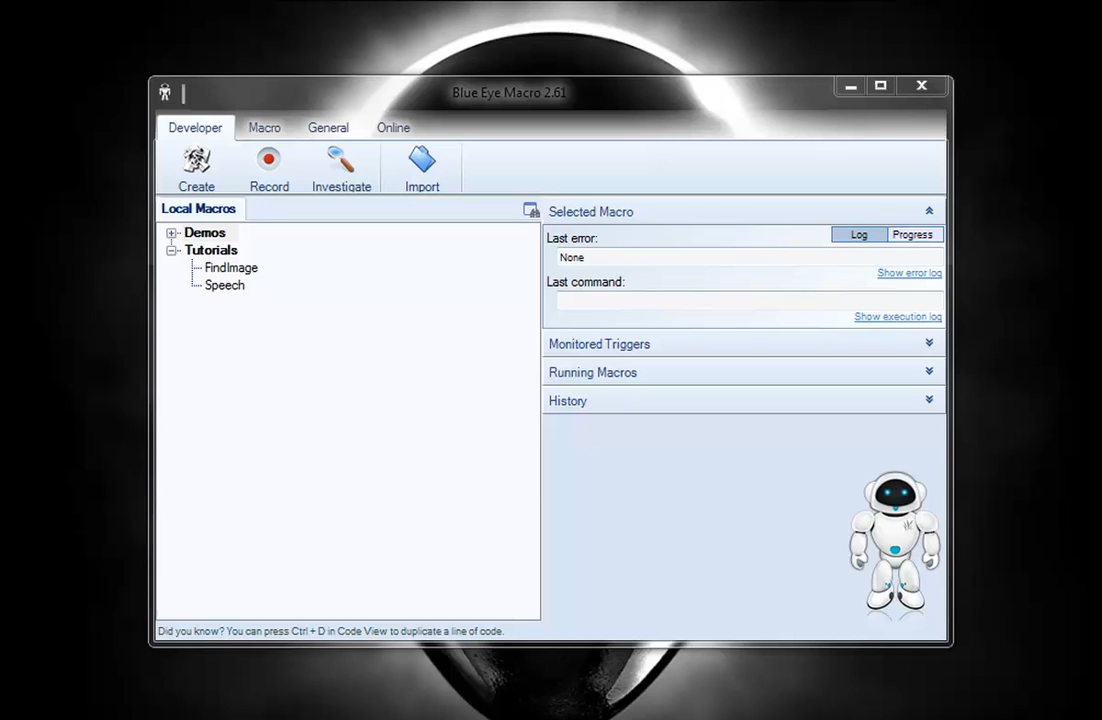 Blue Eye Macro 2.61
Developer Macro General Online
Create Record Investigate Import
Local Macros
Demos
Tutorials
FindImage
Speech
Selected Macro
Last error: Log Progress
None
Show error log
Last command:
Show execution log
Monitored Triggers
Running Macros
History
Did you know? You can press Ctrl + D in Code View to duplicate a line of code.